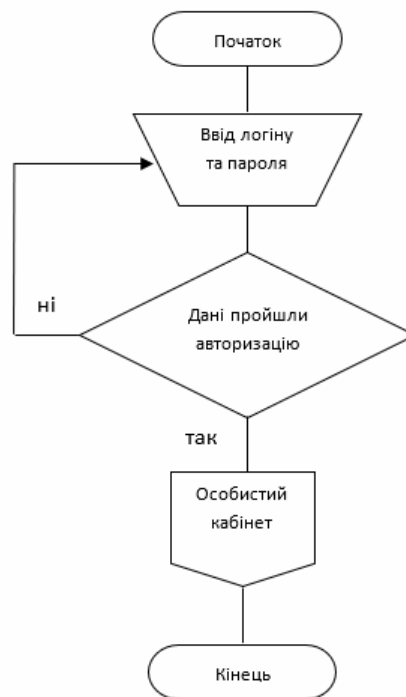 Початок
Ввід логіну
та пароля
ні
Дані пройшли
авторизацію
так
Особистий
кабінет
Кінець